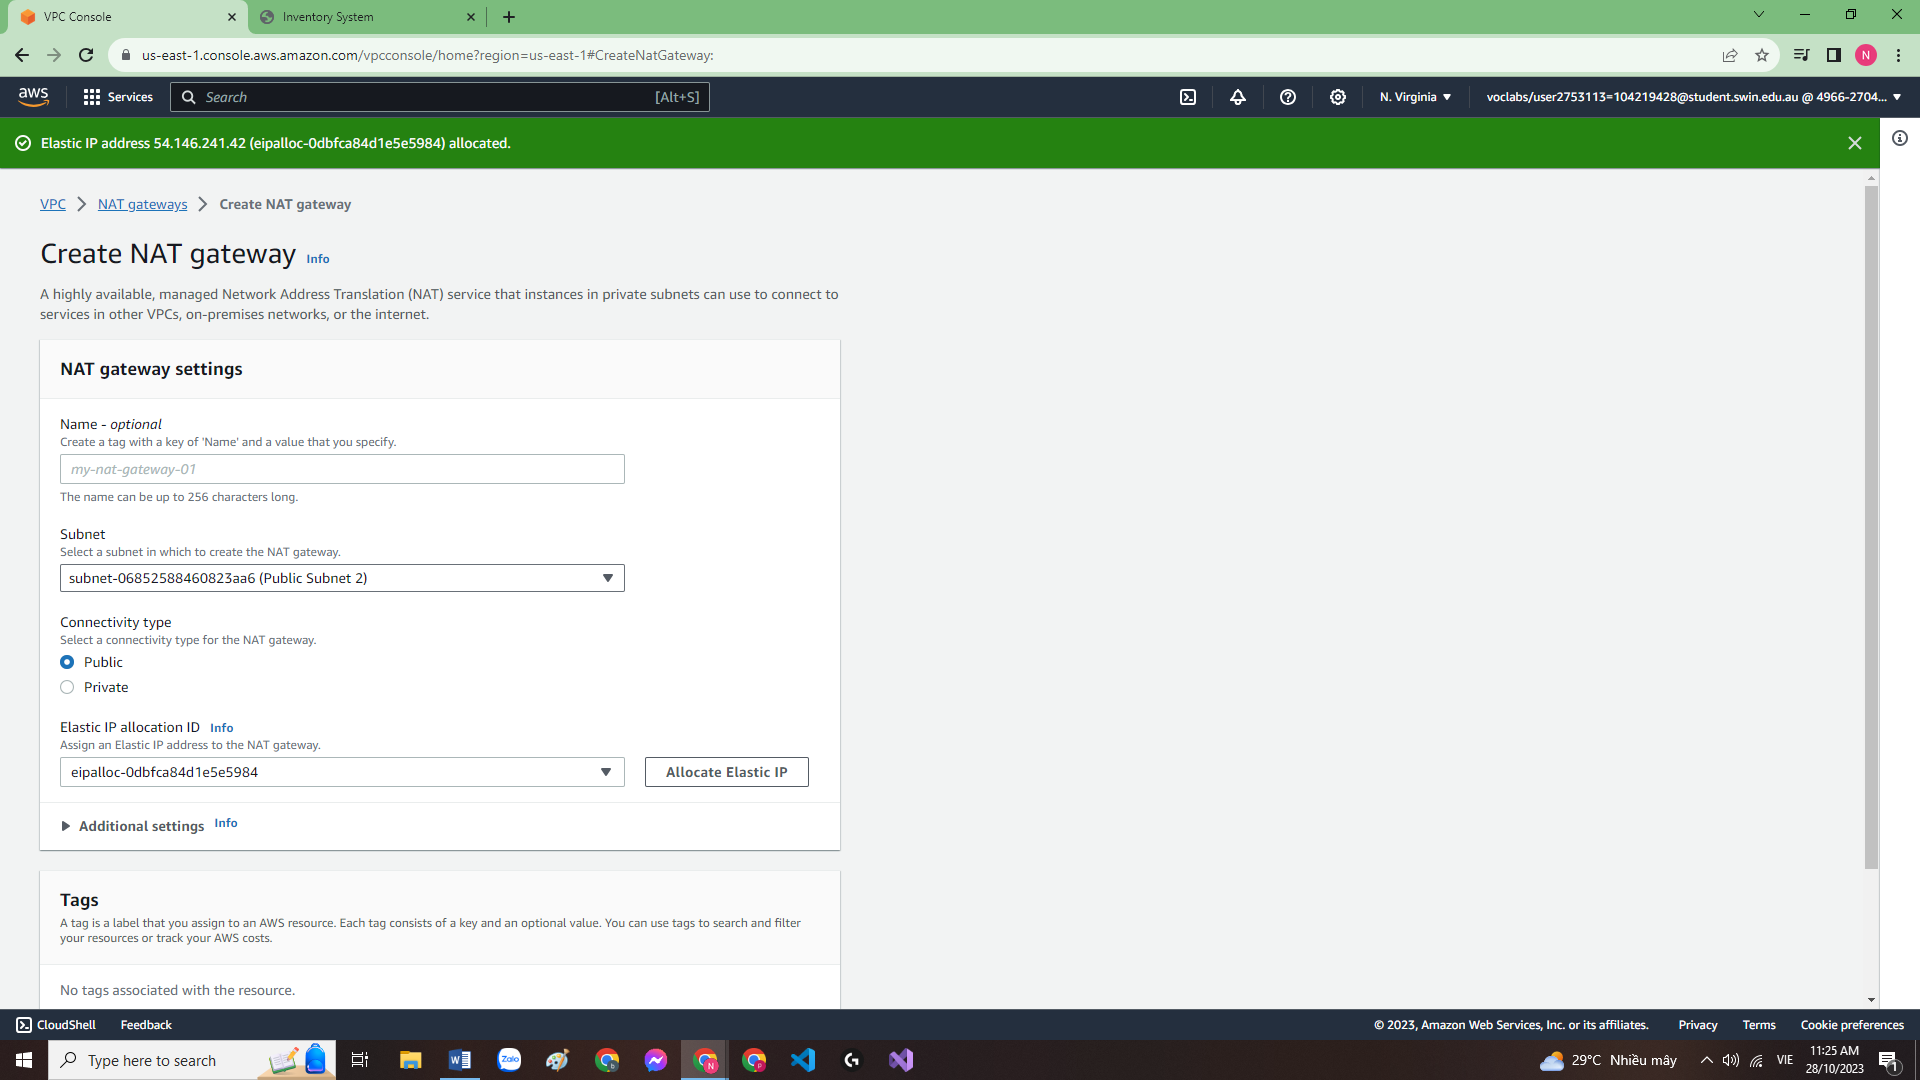 VPC Console
Inventory System
us-east-1.console.aws.amazon.com/vpcconsole/home?region=us-east-1#CreateNatGateway:
N
aws
Services
Search
[Alt+S]
N. Virginia
voclabs/user2753113=104219428@student.swin.edu.au @ 4966-2704...
Elastic IP address 54.146.241.42 (eipalloc-0dbfca84d1e5e5984) allocated.
VPC
NAT gateways
Create NAT gateway
Create NAT gateway Info
A highly available, managed Network Address Translation (NAT) service that instances in private subnets can use to connect to
services in other VPCs, on-premises networks, or the internet.
NAT gateway settings
Name - optional
Create a tag with a key of 'Name' and a value that you specify.
my-nat-gateway-01
The name can be up to 256 characters long.
Subnet
Select a subnet in which to create the NAT gateway.
subnet-06852588460823aa6 (Public Subnet 2)
Connectivity type
Select a connectivity type for the NAT gateway.
Public
Private
Elastic IP allocation ID Info
Assign an Elastic IP address to the NAT gateway.
eipalloc-0dbfca84d1e5e5984
Allocate Elastic IP
Additional settings Info
Tags
A tag is a label that you assign to an AWS resource. Each tag consists of a key and an optional value. You can use tags to search and filter
your resources or track your AWS costs.
No tags associated with the resource.
CloudShell
Feedback
© 2023, Amazon Web Services, Inc. or its affiliates.
Privacy
Terms
Cookie preferences
Type here to search
Zalo
29°C Nhiều mây
VIE
11:25 AM
28/10/2023
1